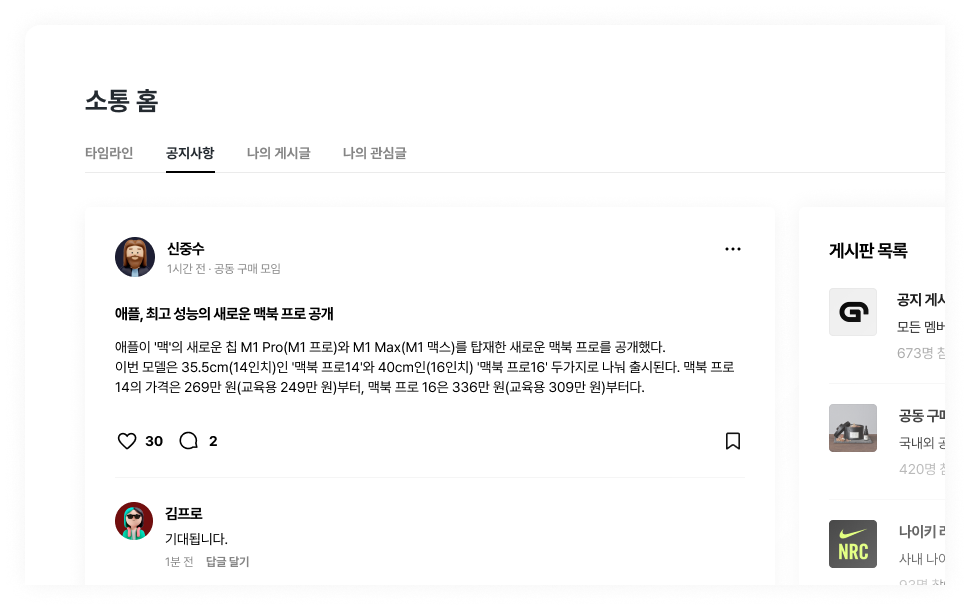 소통 홈
타임라인 공지사항 나의 게시글 나의 관심글
신중수
1시간 전 · 공동 구매 모임
애플, 최고 성능의 새로운 맥북 프로 공개
애플이 '맥'의 새로운 칩 M1 Pro(M1 프로)와 M1 Max(M1 맥스)를 탑재한 새로운 맥북 프로를 공개했다.
이번 모델은 35.5cm(14인치)인 '맥북 프로14'와 40cm인(16인치) '맥북 프로16' 두가지로 나눠 출시된다. 맥북 프로
14의 가격은 269만 원(교육용 249만 원)부터, 맥북 프로 16은 336만 원(교육용 309만 원)부터다.
30 2
김프로
기대됩니다.
1분 전 답글 달기
게시판 목록
공지
모든 멤버
673명
공동
국내외
420명
NRC
나이키
사내
93명